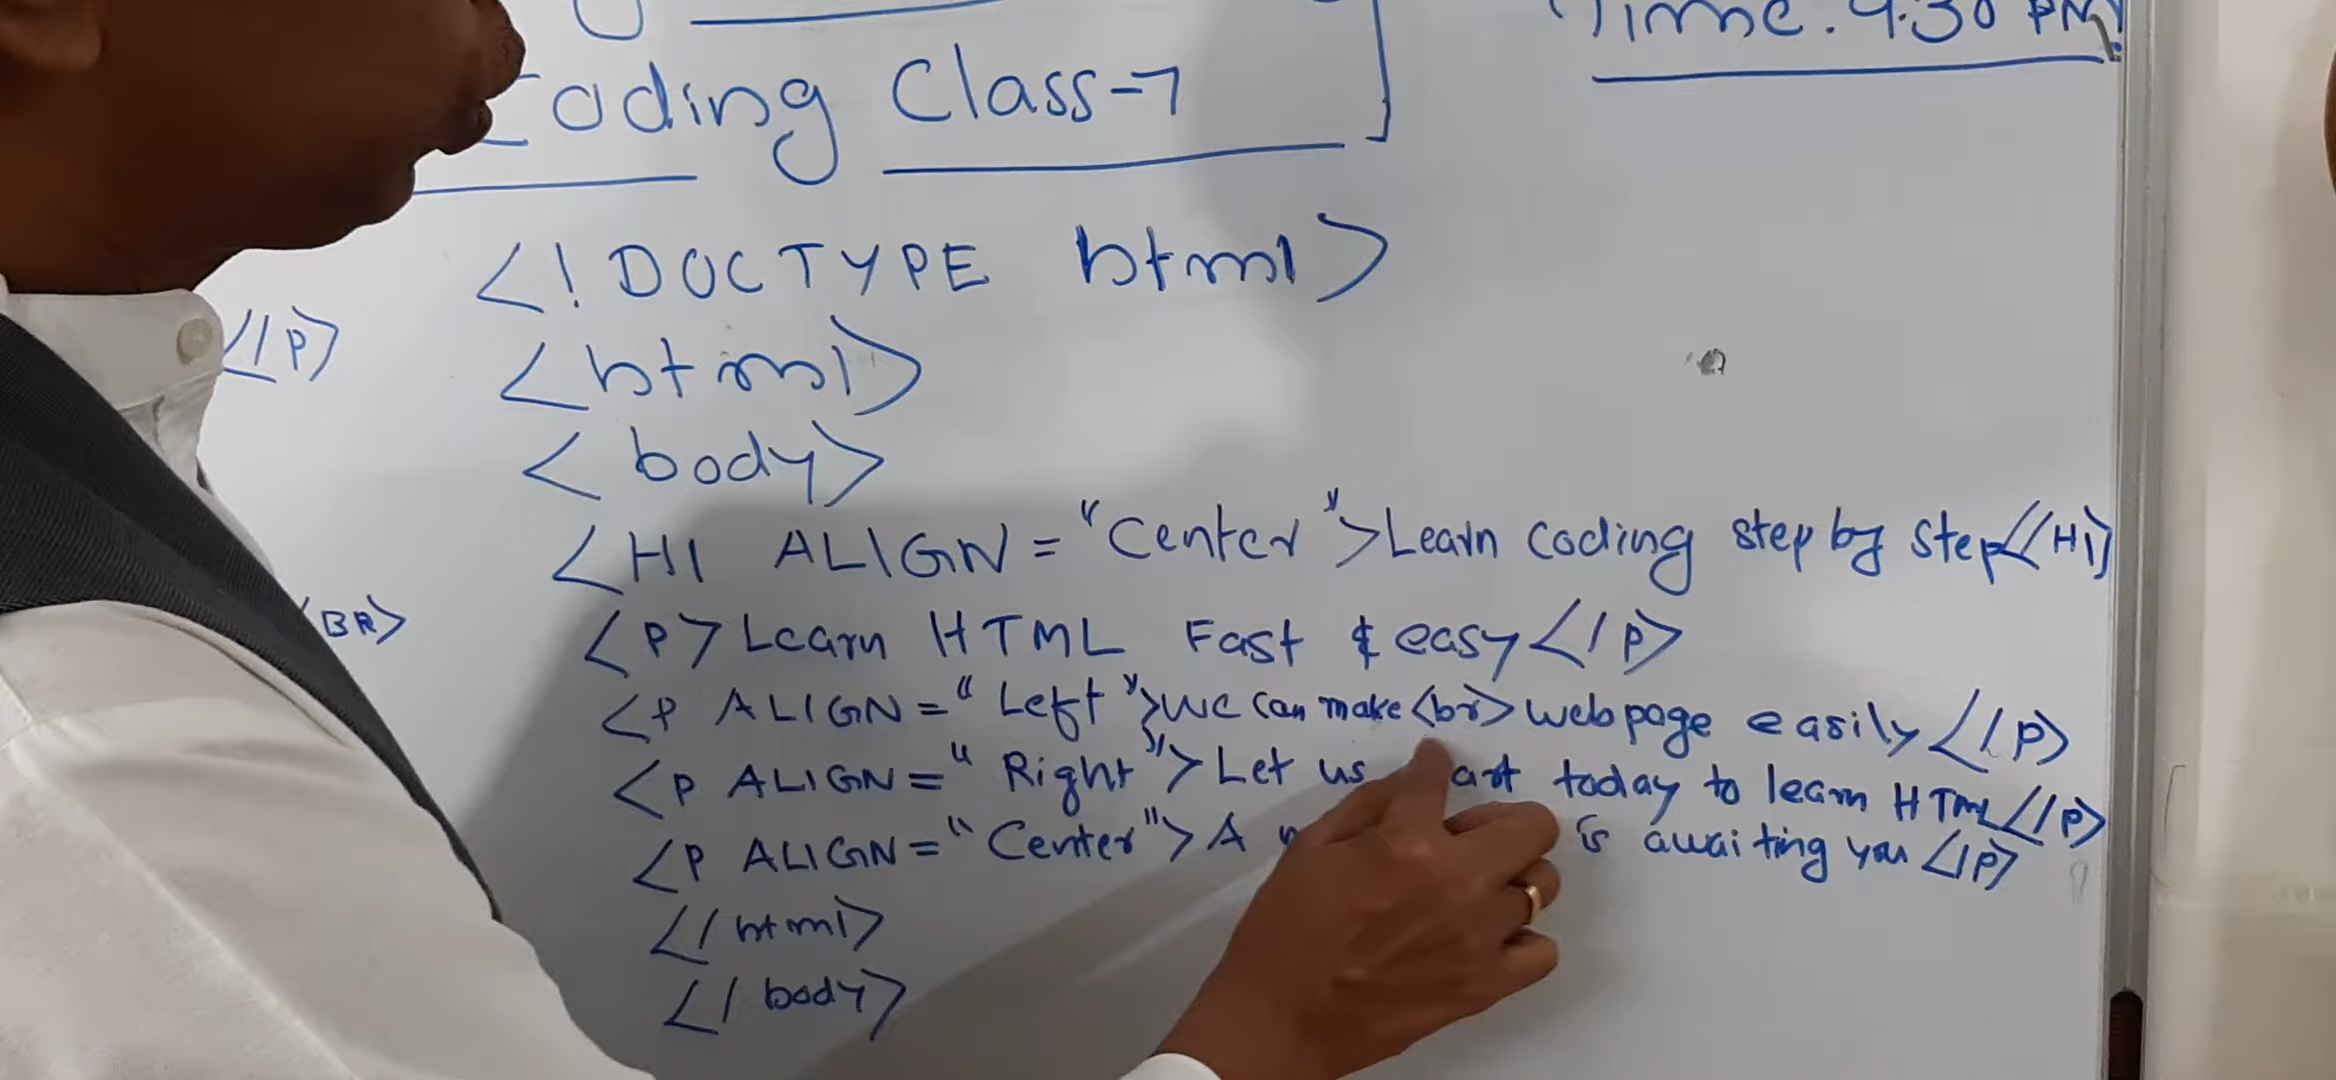 Time. 9:30 PM
Coding Class-7
<!DOCTYPE html>
</P>
<html>
<body>
<H1 ALIGN="Center">Learn coding step by step</H1>
<BR>
<P>Learn HTML Fast & easy</P>
<P ALIGN="Left">we can make<br>webpage easily</P>
<P ALIGN="Right">Let us today to learn HTML</P>
<P ALIGN="Center">A is awaiting you</P>
</html>
</body>